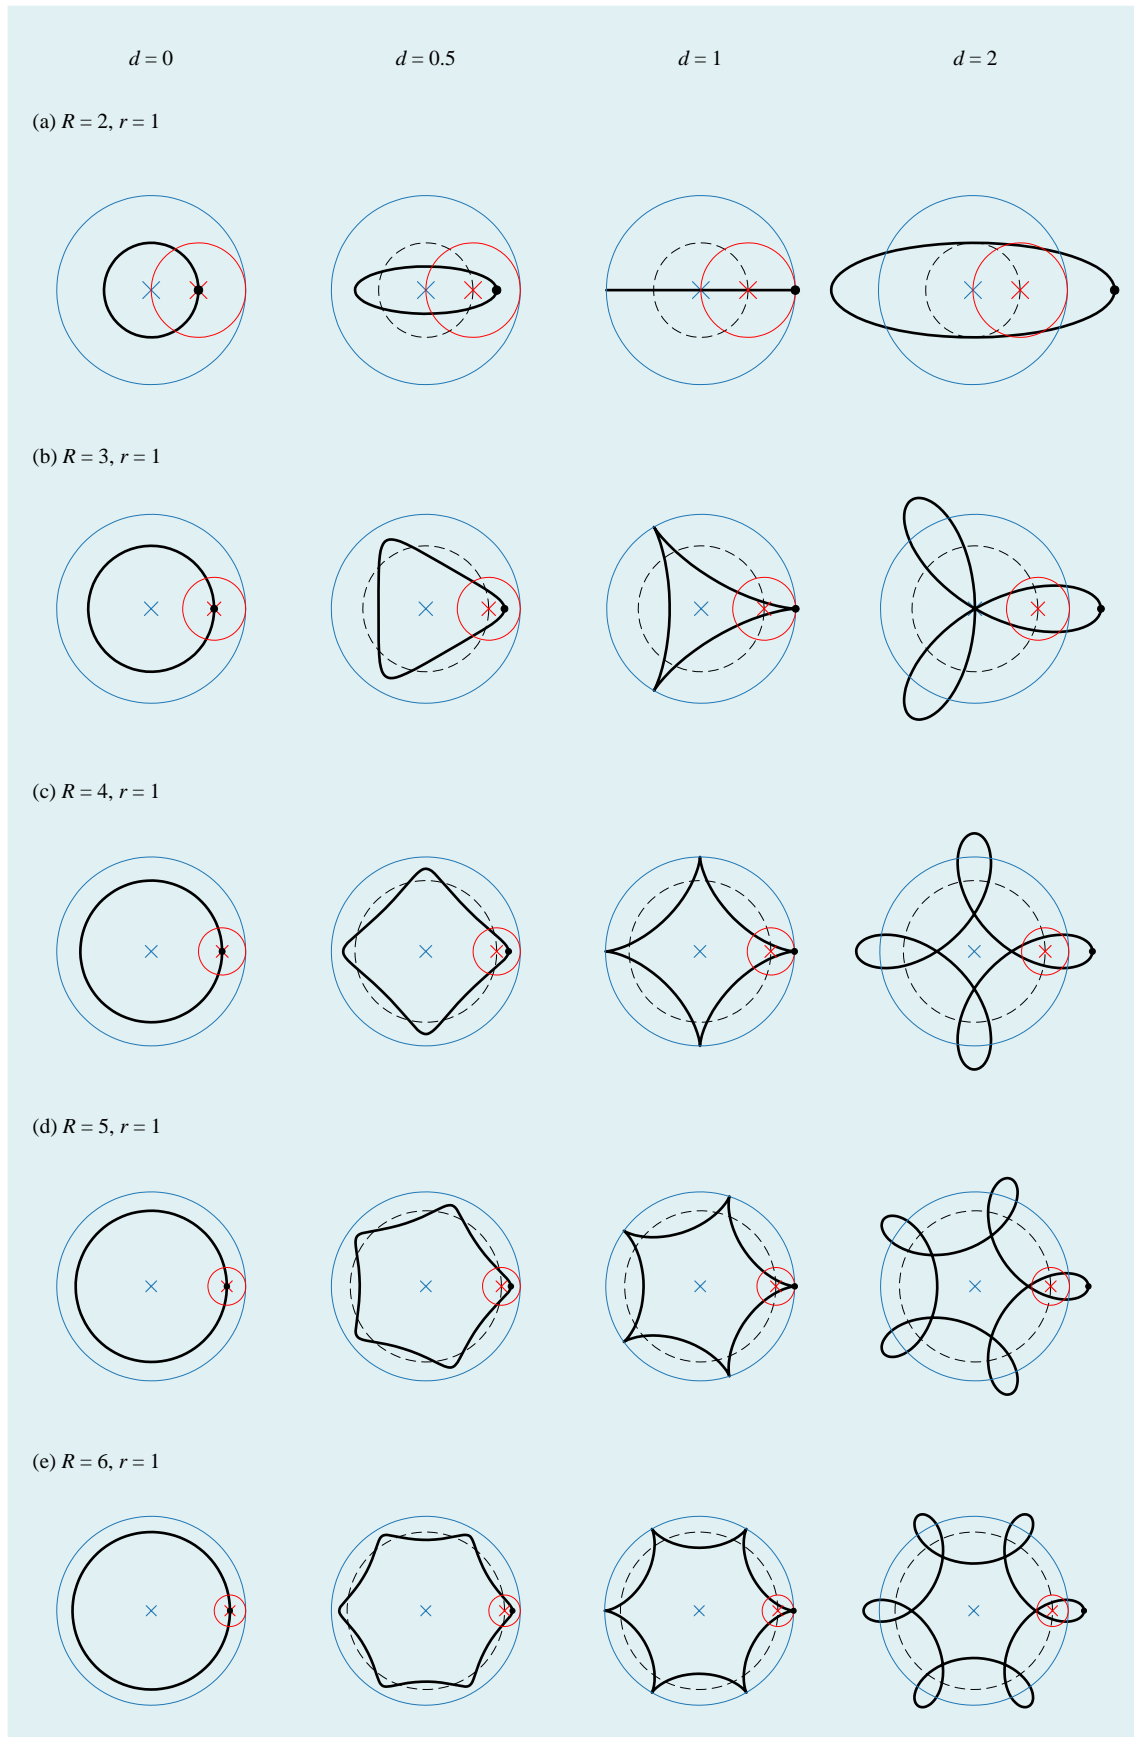 d = 0 d = 0.5 d = 1 d = 2
(a) R = 2, r = 1
(b) R = 3, r = 1
(c) R = 4, r = 1
(d) R = 5, r = 1
(e) R = 6, r = 1